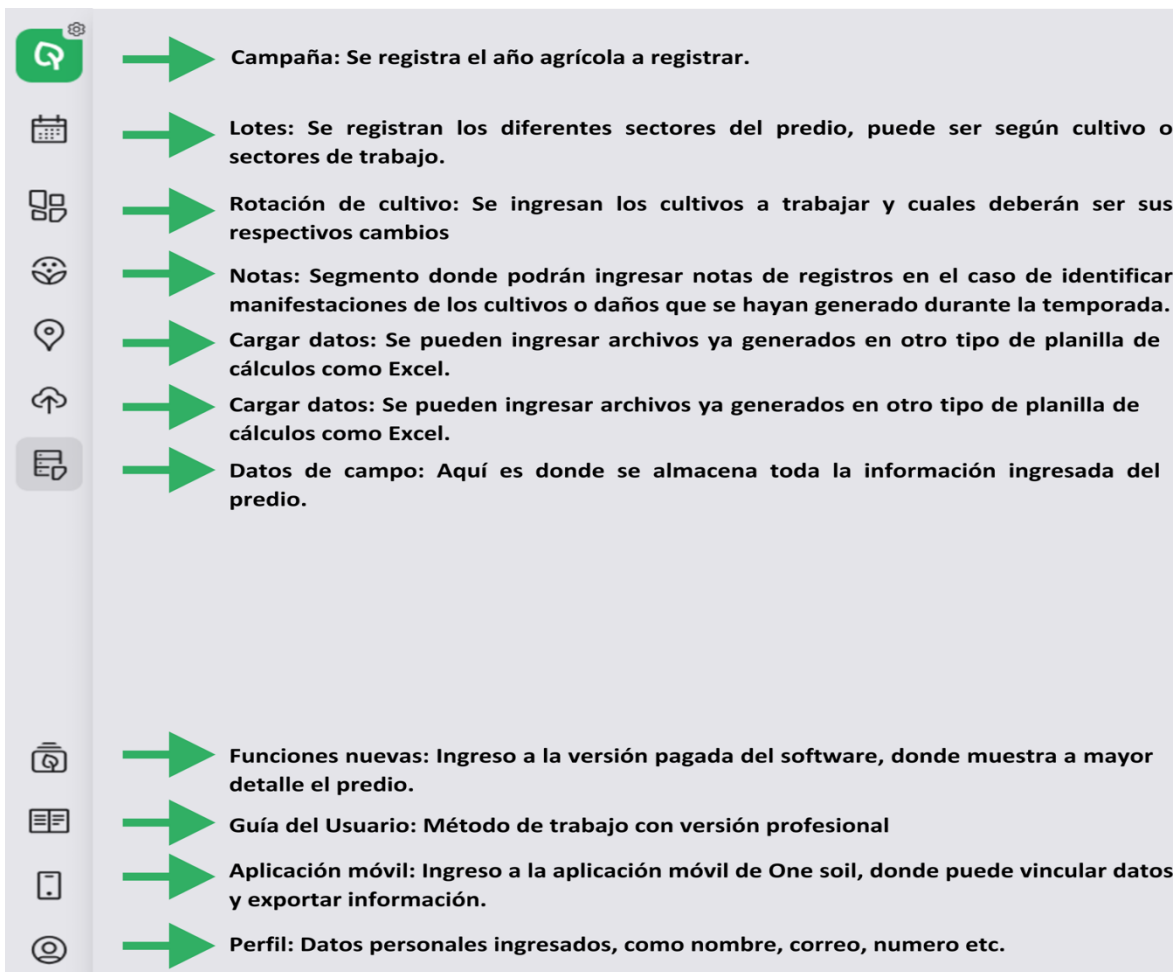 Campaña: Se registra el año agrícola a registrar.
Lotes: Se registran los diferentes sectores del predio, puede ser según cultivo o
sectores de trabajo.
Rotación de cultivo: Se ingresan los cultivos a trabajar y cuales deberán ser sus
respectivos cambios
Notas: Segmento donde podrán ingresar notas de registros en el caso de identificar
manifestaciones de los cultivos o daños que se hayan generado durante la temporada.
Cargar datos: Se pueden ingresar archivos ya generados en otro tipo de planilla de
cálculos como Excel.
Cargar datos: Se pueden ingresar archivos ya generados en otro tipo de planilla de
cálculos como Excel.
Datos de campo: Aquí es donde se almacena toda la información ingresada del
predio.
Funciones nuevas: Ingreso a la versión pagada del software, donde muestra a mayor
detalle el predio.
Guía del Usuario: Método de trabajo con versión profesional
Aplicación móvil: Ingreso a la aplicación móvil de One soil, donde puede vincular datos
y exportar información.
Perfil: Datos personales ingresados, como nombre, correo, numero etc.